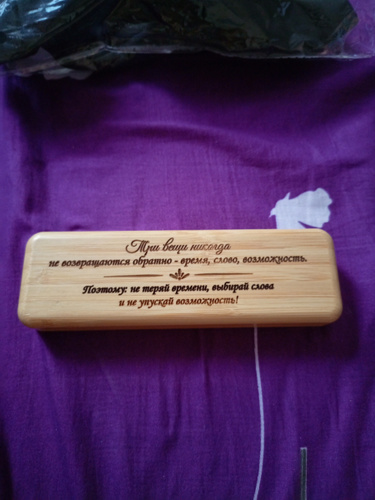 Три вещи никогда
не возвращаются обратно - время, слово, возможность.
Поэтому: не теряй времени, выбирай слова
и не упускай возможность!